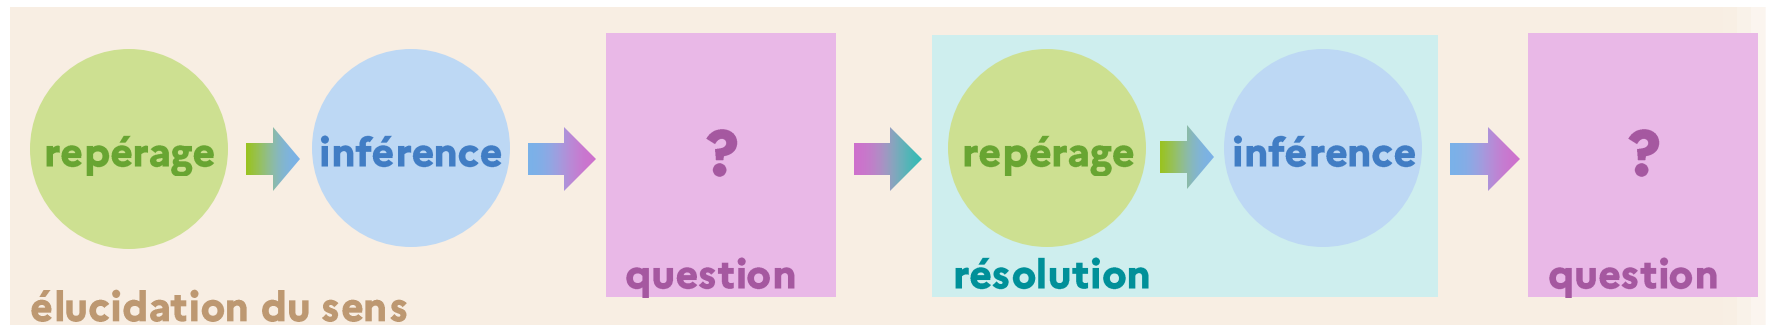 repérage
inférence
?
question
repérage
inférence
résolution
?
question
élucidation du sens